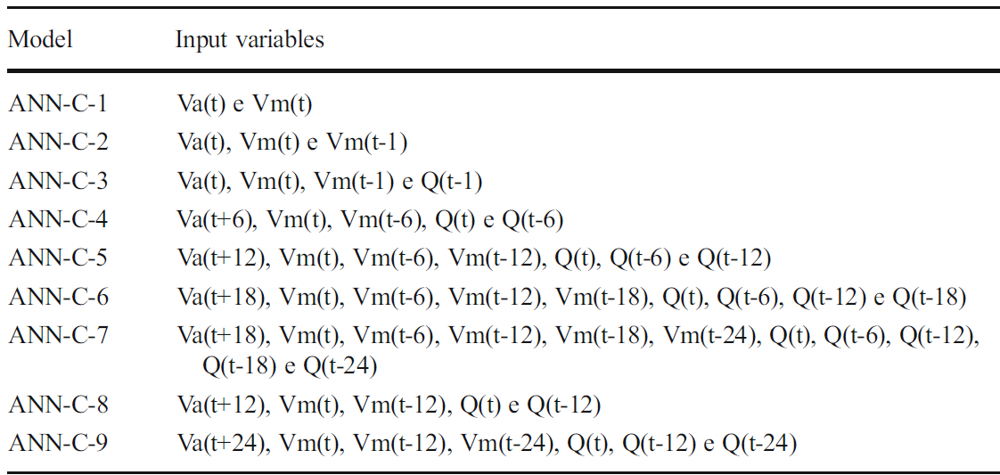 Model Input variables
ANN-C-1 Va(t) e Vm(t)
ANN-C-2 Va(t), Vm(t) e Vm(t-1)
ANN-C-3 Va(t), Vm(t), Vm(t-1) e Q(t-1)
ANN-C-4 Va(t+6), Vm(t), Vm(t-6), Q(t) e Q(t-6)
ANN-C-5 Va(t+12), Vm(t), Vm(t-6), Vm(t-12), Q(t), Q(t-6) e Q(t-12)
ANN-C-6 Va(t+18), Vm(t), Vm(t-6), Vm(t-12), Vm(t-18), Q(t), Q(t-6), Q(t-12) e Q(t-18)
ANN-C-7 Va(t+18), Vm(t), Vm(t-6), Vm(t-12), Vm(t-18), Vm(t-24), Q(t), Q(t-6), Q(t-12),
Q(t-18) e Q(t-24)
ANN-C-8 Va(t+12), Vm(t), Vm(t-12), Q(t) e Q(t-12)
ANN-C-9 Va(t+24), Vm(t), Vm(t-12), Vm(t-24), Q(t), Q(t-12) e Q(t-24)